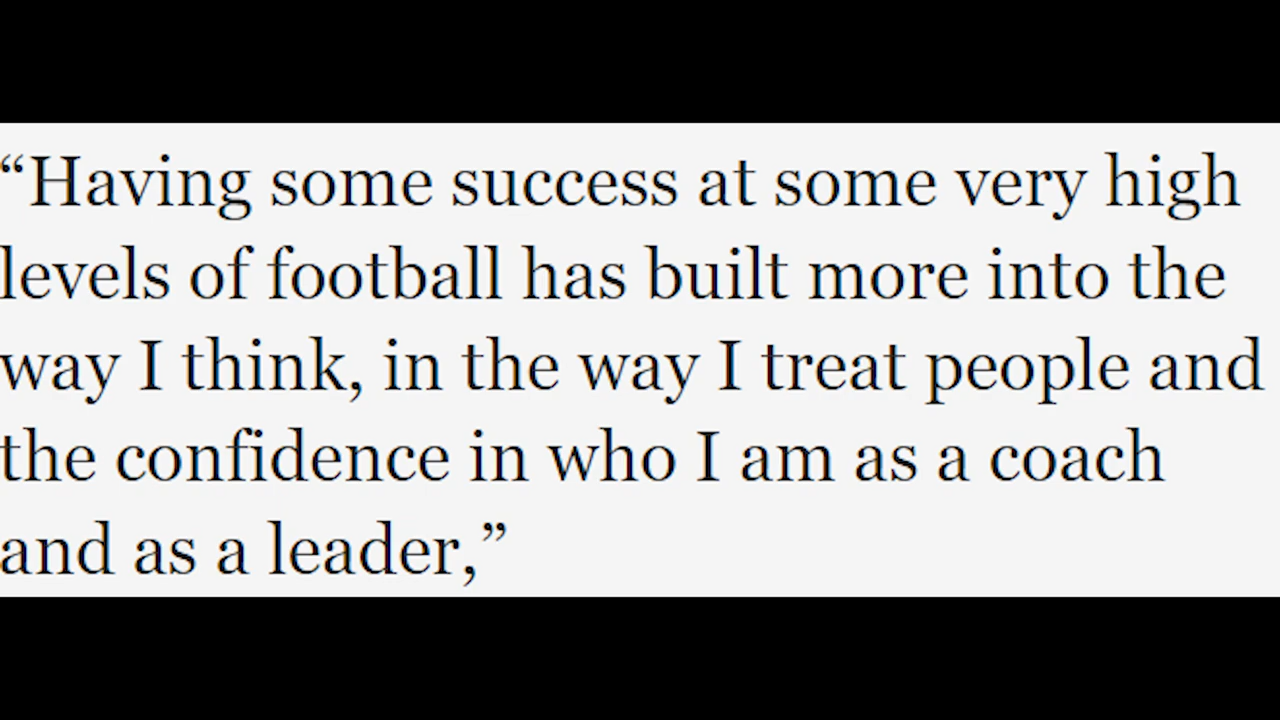 “Having some success at some very high
levels of football has built more into the
way I think, in the way I treat people and
the confidence in who I am as a coach
and as a leader,”